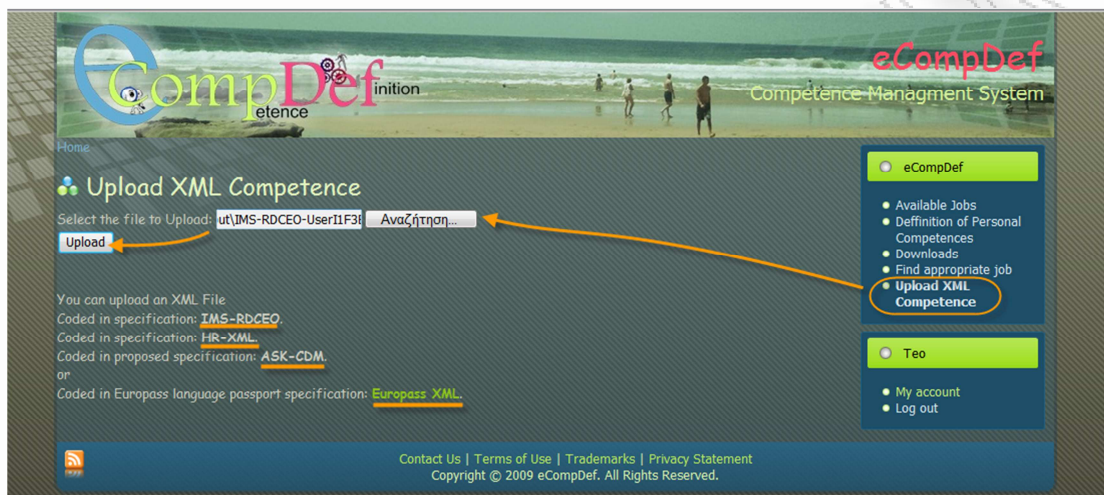 eCompDefinition
etence
eCompDef
Competence Managment System
Home
Upload XML Competence
Select the file to Upload: ut\IMS-RDCEO-UserI1F3 Αναζήτηση...
Upload
You can upload an XML File
Coded in specification: IMS-RDCEO.
Coded in specification: HR-XML.
Coded in proposed specification: ASK-CDM.
or
Coded in Europass language passport specification: Europass XML.
eCompDef
Available Jobs
Deffinition of Personal
Competences
Downloads
Find appropriate job
Upload XML
Competence
Teo
My account
Log out
Contact Us | Terms of Use | Trademarks | Privacy Statement
Copyright © 2009 eCompDef. All Rights Reserved.